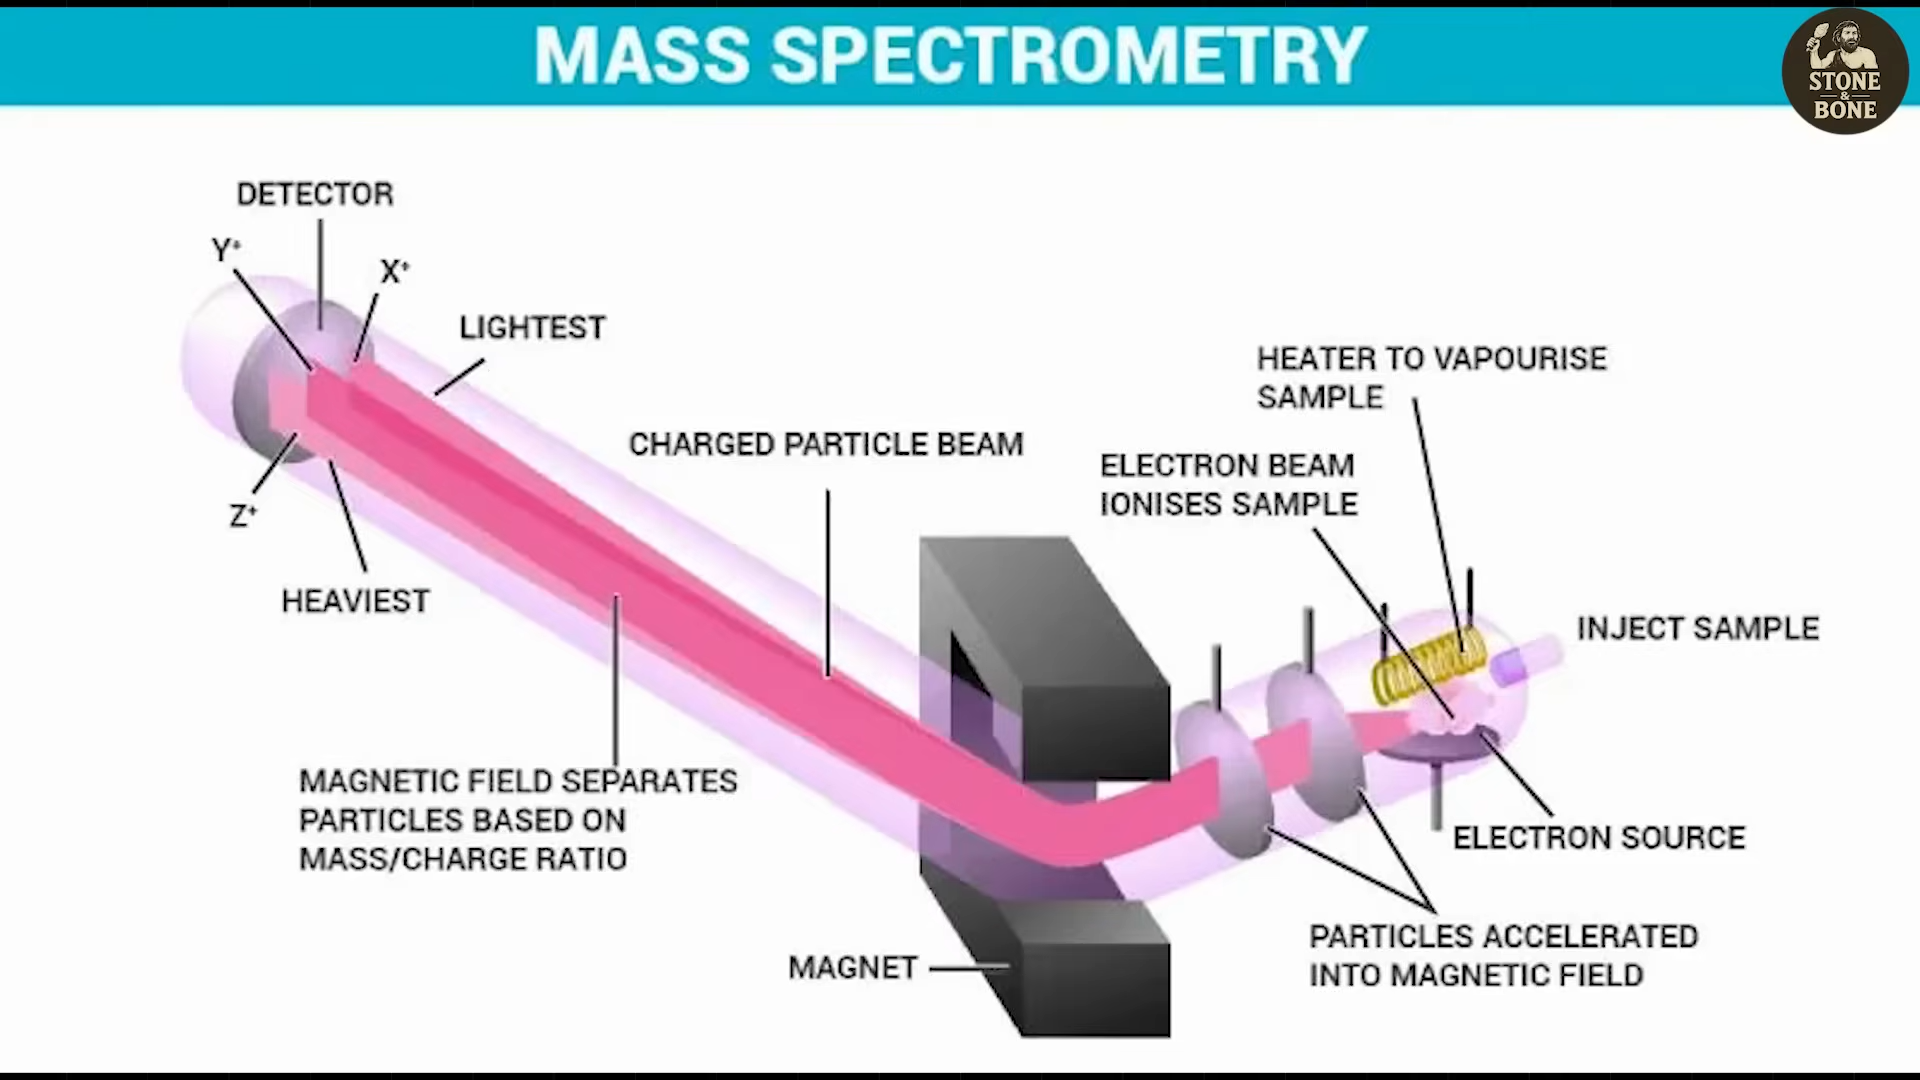 MASS SPECTROMETRY
STONE
&
BONE
DETECTOR
Y+
X+
LIGHTEST
HEATER TO VAPOURISE
SAMPLE
CHARGED PARTICLE BEAM
ELECTRON BEAM
IONISES SAMPLE
Z+
HEAVIEST
INJECT SAMPLE
MAGNETIC FIELD SEPARATES
PARTICLES BASED ON
MASS/CHARGE RATIO
ELECTRON SOURCE
MAGNET
PARTICLES ACCELERATED
INTO MAGNETIC FIELD